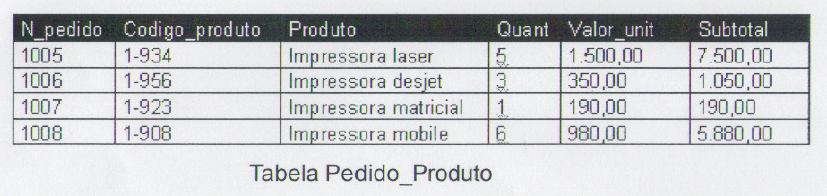 N_pedido Codigo_produto Produto Quant Valor_unit Subtotal
1005 1-934 Impressora laser 5 1.500,00 7.500,00
1006 1-956 Impressora desjet 3 350,00 1.050,00
1007 1-923 Impressora matricial 1 190,00 190,00
1008 1-908 Impressora mobile 6 980,00 5.880,00
Tabela Pedido_Produto